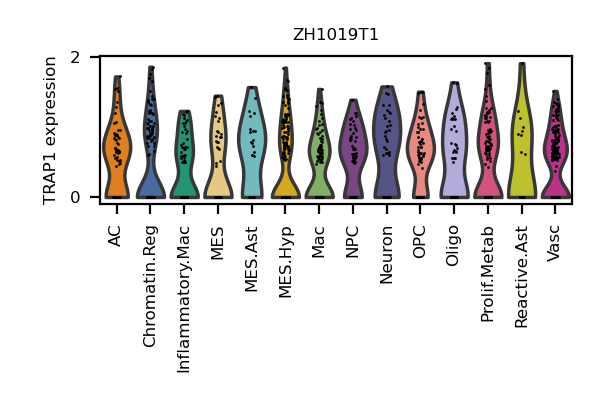 ZH1019T1
TRAP1 expression
2
0
AC
Chromatin.Reg
Inflammatory.Mac
MES
MES.Ast
MES.Hyp
Mac
NPC
Neuron
OPC
Oligo
Prolif.Metab
Reactive.Ast
Vasc